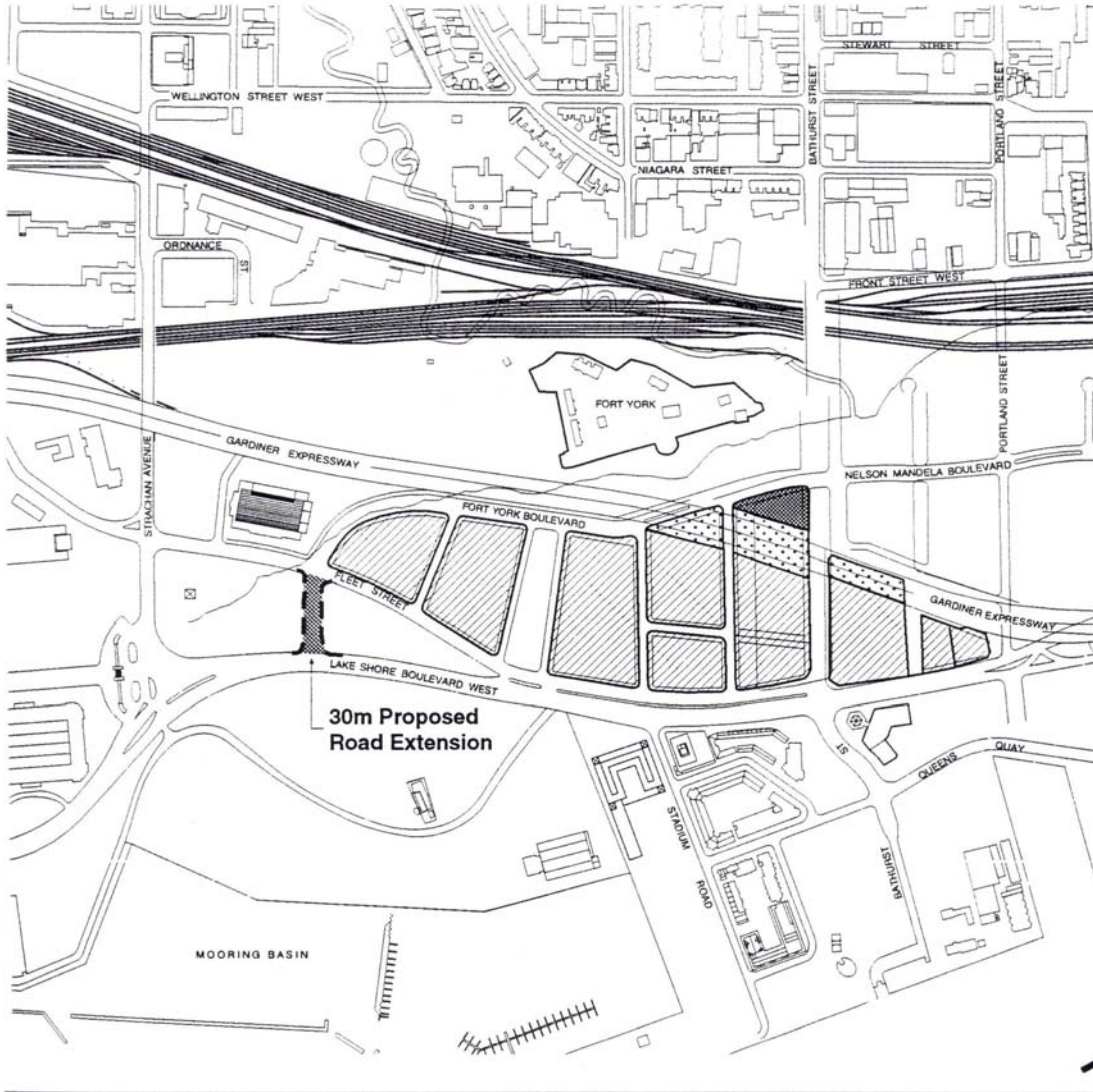 STEWART STREET
WELLINGTON STREET WEST
BATHURST STREET
PORTLAND STREET
NIAGARA STREET
ORDNANCE
ST
FRONT STREET WEST
FORT YORK
PORTLAND STREET
STRACHAN AVENUE
GARDINER EXPRESSWAY
NELSON MANDELA BOULEVARD
FORT YORK BOULEVARD
FLEET STREET
GARDINER EXPRESSWAY
LAKE SHORE BOULEVARD WEST
30m Proposed
Road Extension
ST
QUEENS
QUAY
STADIUM
ROAD
BATHURST
MOORING BASIN